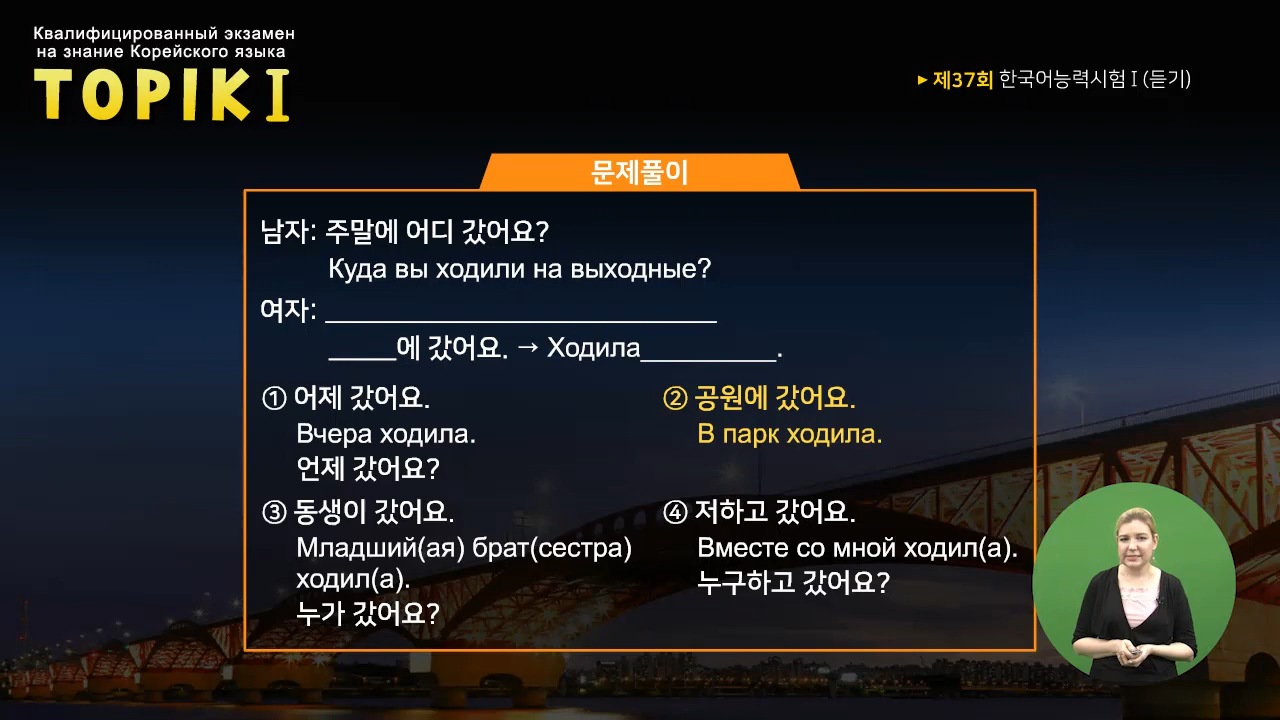 Квалифицированный экзамен
на знание Корейского языка
TOPIK I
▶ 제37회 한국어능력시험 I (듣기)
문제풀이
남자: 주말에 어디 갔어요?
Куда вы ходили на выходные?
여자: __________________________
_____에 갔어요. → Ходила_________.
① 어제 갔어요.
Вчера ходила.
언제 갔어요?
② 공원에 갔어요.
В парк ходила.
③ 동생이 갔어요.
Младший(ая) брат(сестра)
ходил(а).
누가 갔어요?
④ 저하고 갔어요.
Вместе со мной ходил(а).
누구하고 갔어요?